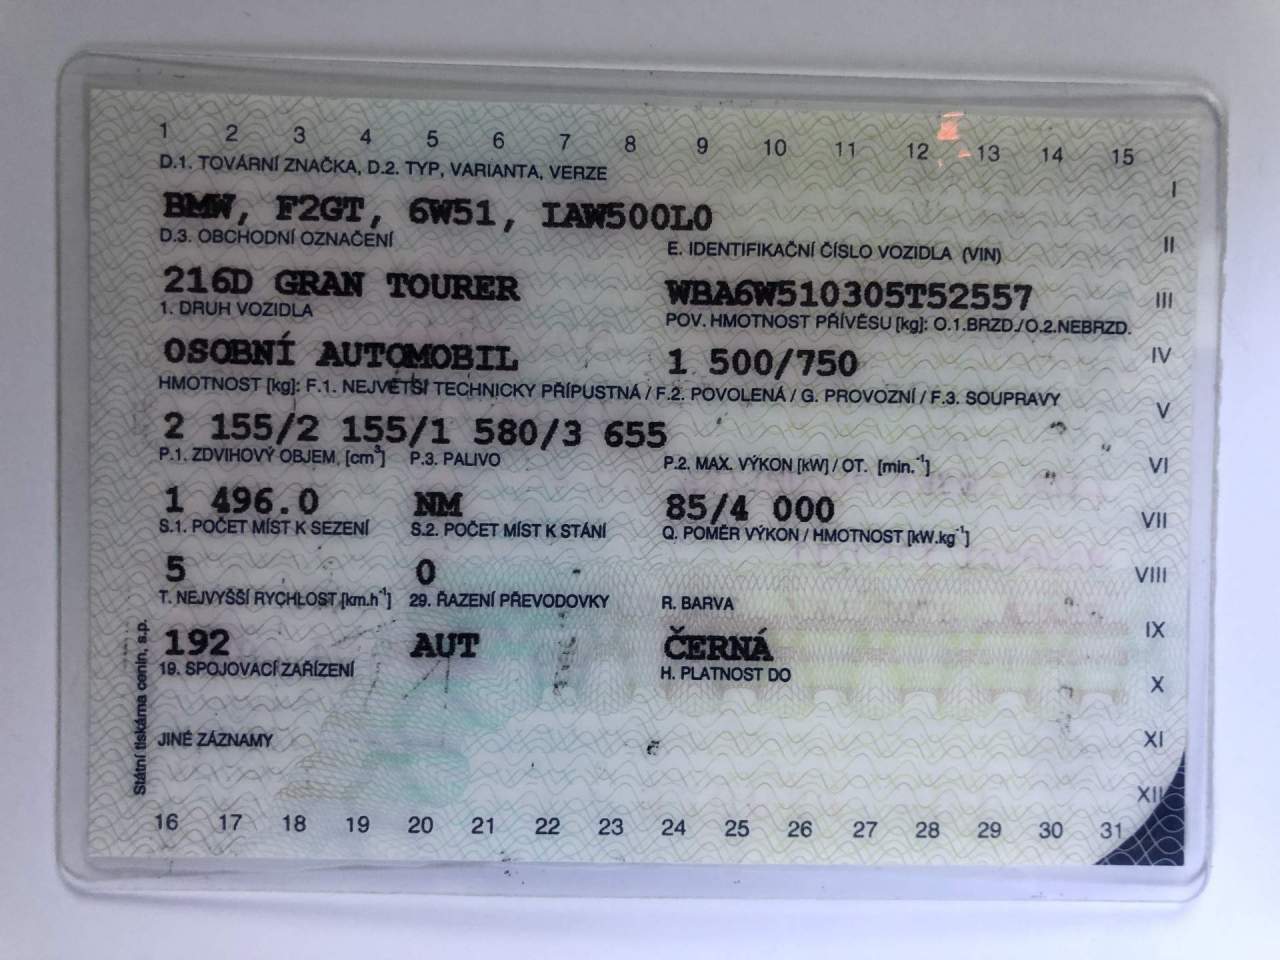 1 2 3 4 5 6 7 8 9 10 11 12 13 14 15
D.1. TOVÁRNÍ ZNAČKA, D.2. TYP, VARIANTA, VERZE
I
BMW, F2GT, 6W51, IAW500L0
D.3. OBCHODNÍ OZNAČENÍ E. IDENTIFIKAČNÍ ČÍSLO VOZIDLA (VIN)
II
216D GRAN TOURER WBA6W510305T52557
III
1. DRUH VOZIDLA POV. HMOTNOST PŘÍVĚSU [kg]: O.1.BRZD./O.2.NEBRZD.
OSOBNÍ AUTOMOBIL 1 500/750
IV
HMOTNOST [kg]: F.1. NEJVĚTŠÍ TECHNICKY PŘÍPUSTNÁ / F.2. POVOLENÁ / G. PROVOZNÍ / F.3. SOUPRAVY
V
2 155/2 155/1 580/3 655
P.1. ZDVIHOVÝ OBJEM, [cm³] P.3. PALIVO P.2. MAX. VÝKON [kW] / OT. [min.⁻¹]
VI
1 496.0 NM 85/4 000
VII
S.1. POČET MÍST K SEZENÍ S.2. POČET MÍST K STÁNÍ Q. POMĚR VÝKON / HMOTNOST [kW.kg⁻¹]
5 0 -
VIII
T. NEJVYŠŠÍ RYCHLOST [km.h⁻¹] 29. ŘAZENÍ PŘEVODOVKY R. BARVA
IX
192 AUT ČERNÁ
19. SPOJOVACÍ ZAŘÍZENÍ H. PLATNOST DO
X
JINÉ ZÁZNAMY
XI
XII
Státní tiskárna cenin, s.p.
16 17 18 19 20 21 22 23 24 25 26 27 28 29 30 31